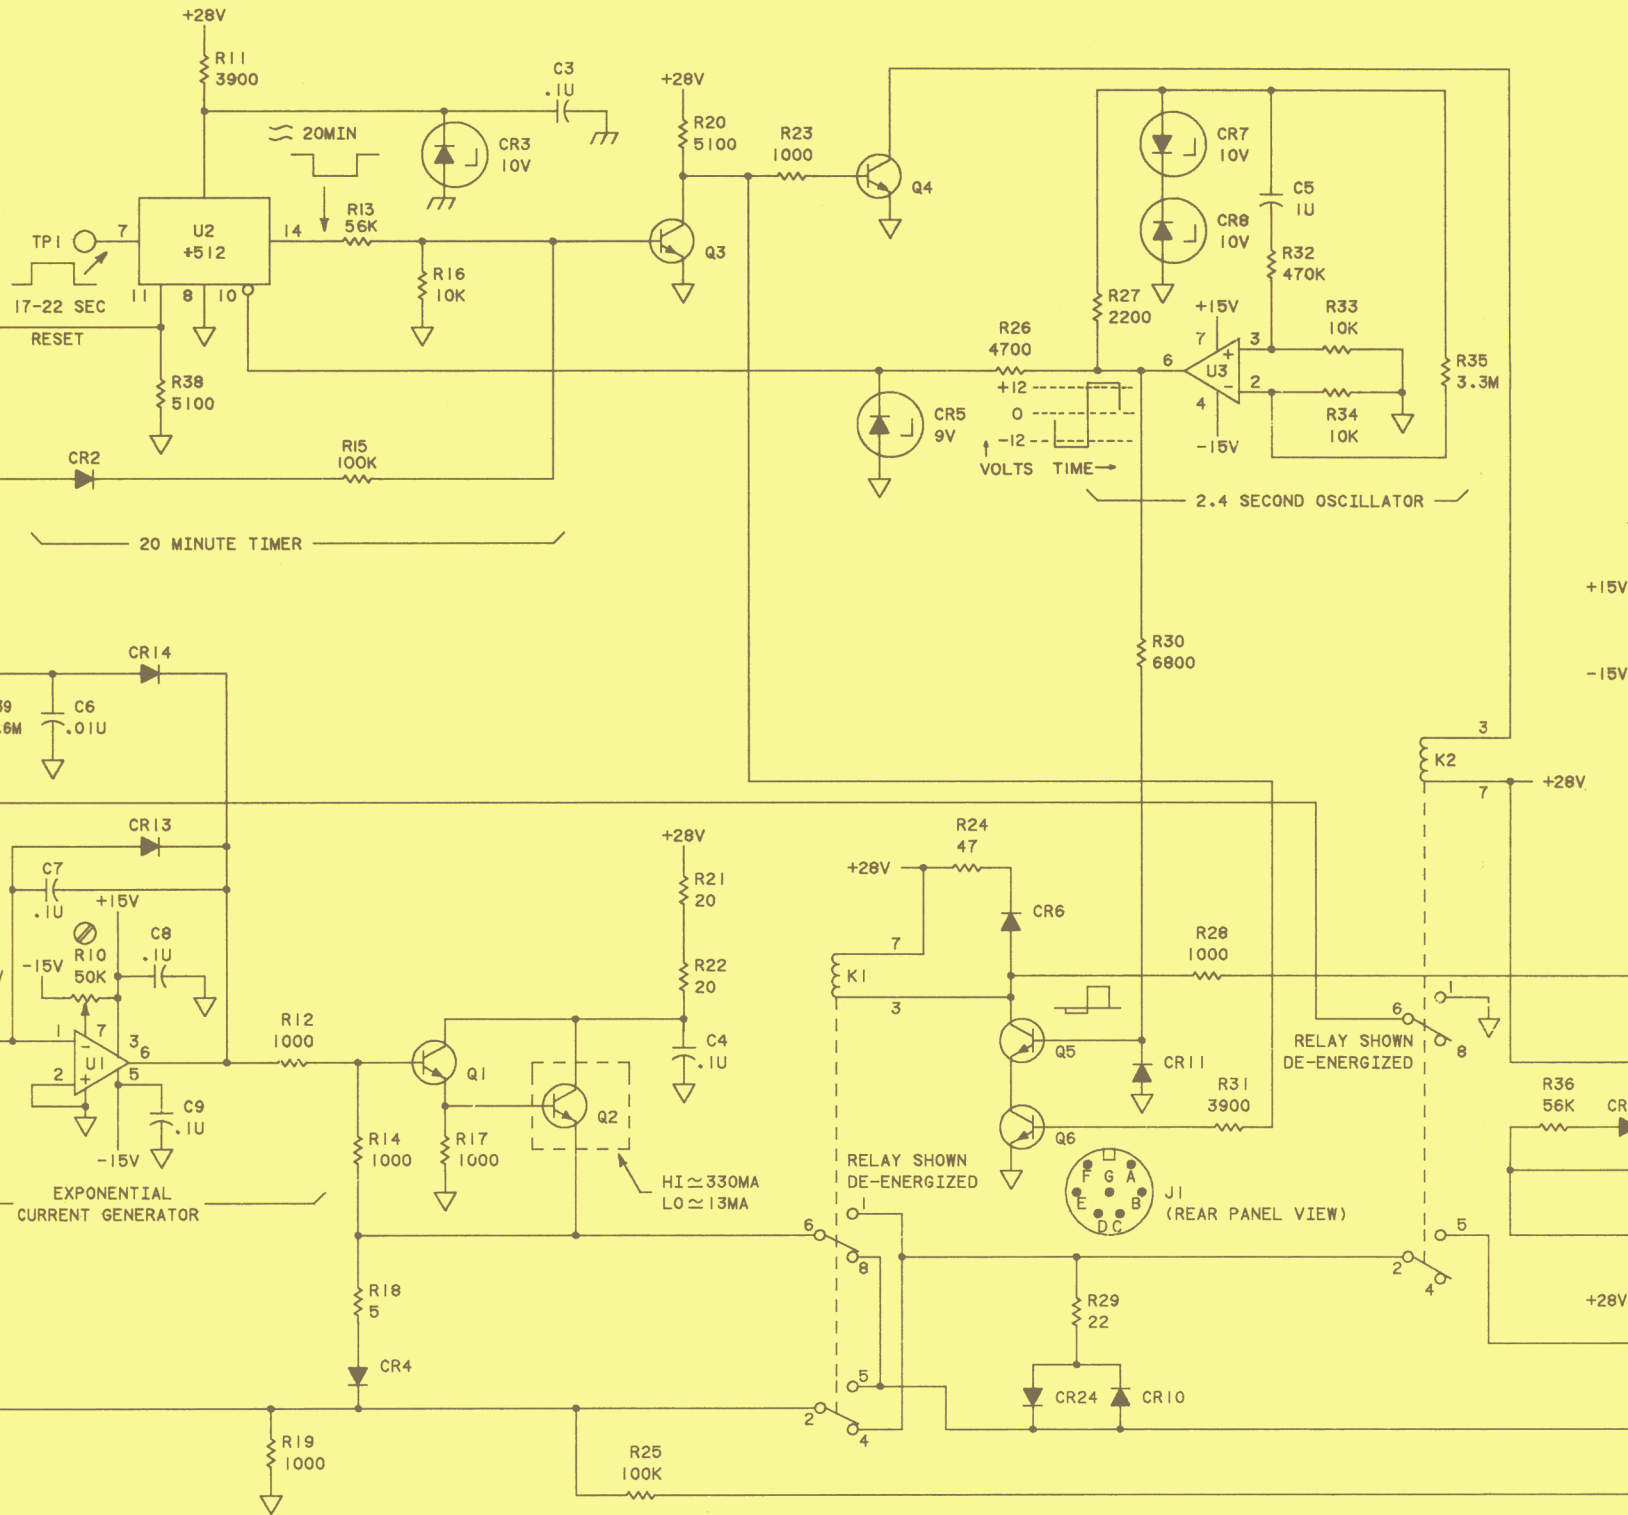 +28V
R11
3900
C3
.1U
+28V
≈ 20MIN
CR3
10V
R20
5100
R23
1000
Q4
CR7
10V
C5
1U
CR8
10V
R32
470K
TP1
7
U2
÷512
14
R13
56K
Q3
11
8
10
17-22 SEC
RESET
R16
10K
R27
2200
+15V
R33
10K
R26
4700
7
3
6
+
U3
-
2
4
-15V
R34
10K
R35
3.3M
R38
5100
CR5
9V
+12
0
-12
VOLTS TIME
CR2
R15
100K
2.4 SECOND OSCILLATOR
20 MINUTE TIMER
+15V
R30
6800
-15V
CR14
C6
.01U
39
.6M
3
K2
7
+28V
CR13
+28V
R24
47
+28V
C7
.1U
+15V
R21
20
CR6
C8
.1U
R10
50K
-15V
R22
20
7
K1
3
R28
1000
1
7
-
U1
+
3
6
5
2
R12
1000
Q1
C4
.1U
Q2
Q5
CR11
6
1
8
RELAY SHOWN
DE-ENERGIZED
R31
3900
R36
56K
CR
C9
.1U
-15V
R14
1000
R17
1000
Q6
EXPONENTIAL
CURRENT GENERATOR
HI≃330MA
LO≃13MA
RELAY SHOWN
DE-ENERGIZED
F G A
E B
D C
J1
(REAR PANEL VIEW)
6
1
8
2
5
4
R18
5
R29
22
+28V
CR4
5
2
4
CR24
CR10
R19
1000
R25
100K